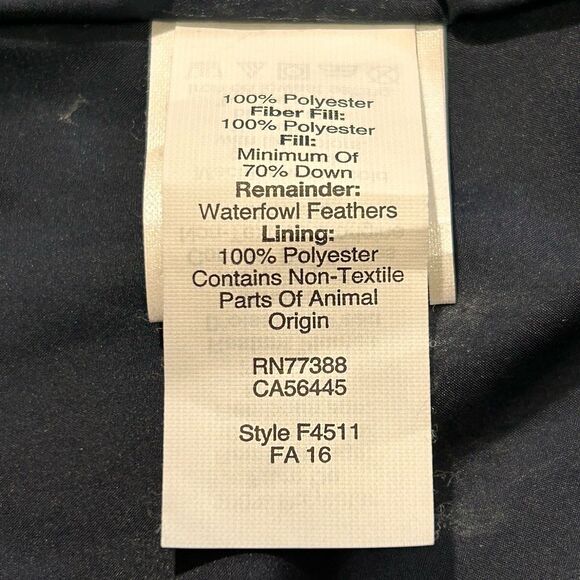 100% Polyester
Fiber Fill:
100% Polyester
Fill:
Minimum Of
70% Down
Remainder:
Waterfowl Feathers
Lining:
100% Polyester
Contains Non-Textile
Parts Of Animal
Origin
RN77388
CA56445
Style F4511
FA 16